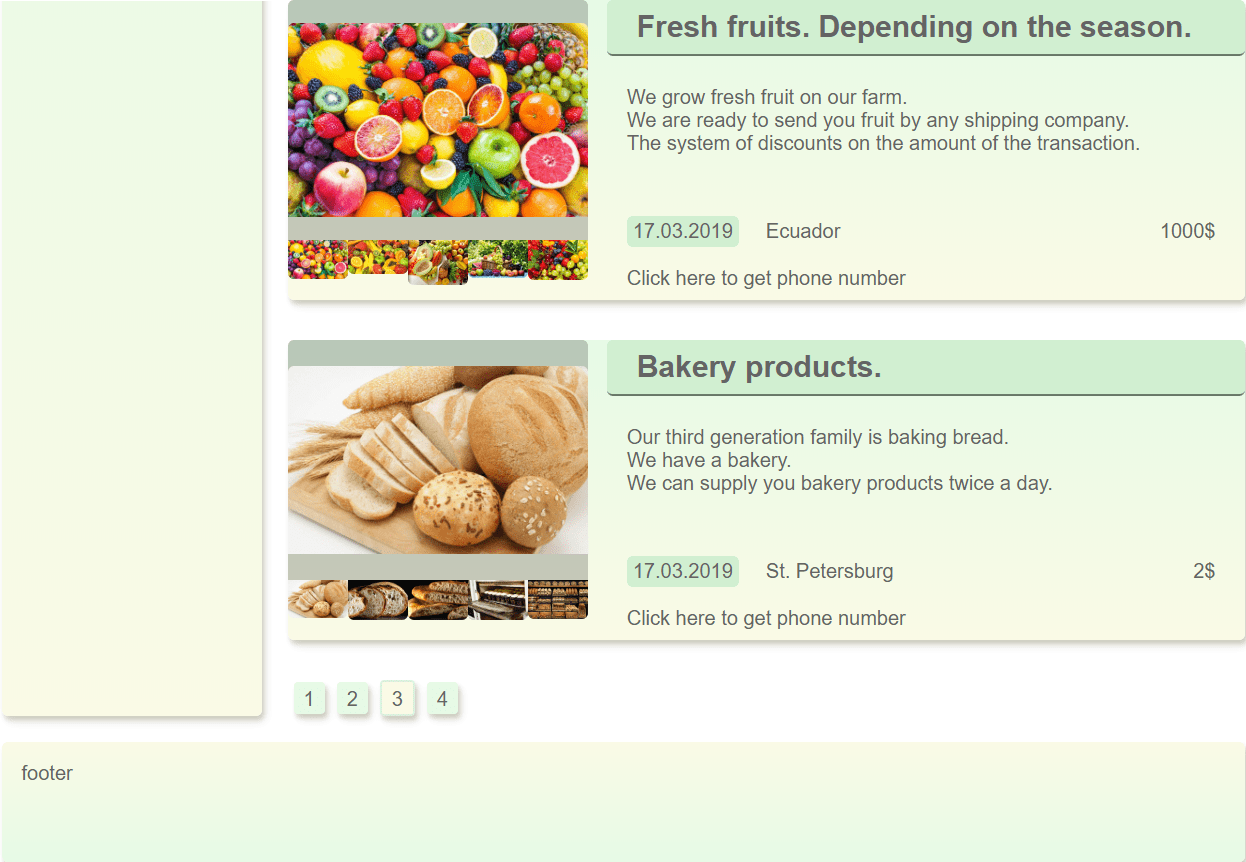 Fresh fruits. Depending on the season.
We grow fresh fruit on our farm.
We are ready to send you fruit by any shipping company.
The system of discounts on the amount of the transaction.
17.03.2019 Ecuador 1000$
Click here to get phone number
Bakery products.
Our third generation family is baking bread.
We have a bakery.
We can supply you bakery products twice a day.
17.03.2019 St. Petersburg 2$
Click here to get phone number
1 2 3 4
footer